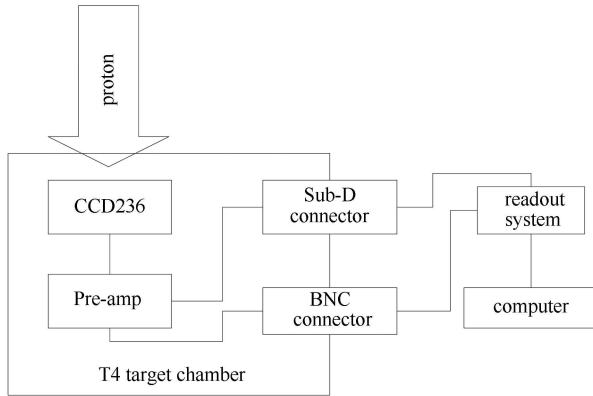 proton
CCD236
Sub-D
connector
readout
system
Pre-amp
BNC
connector
computer
T4 target chamber